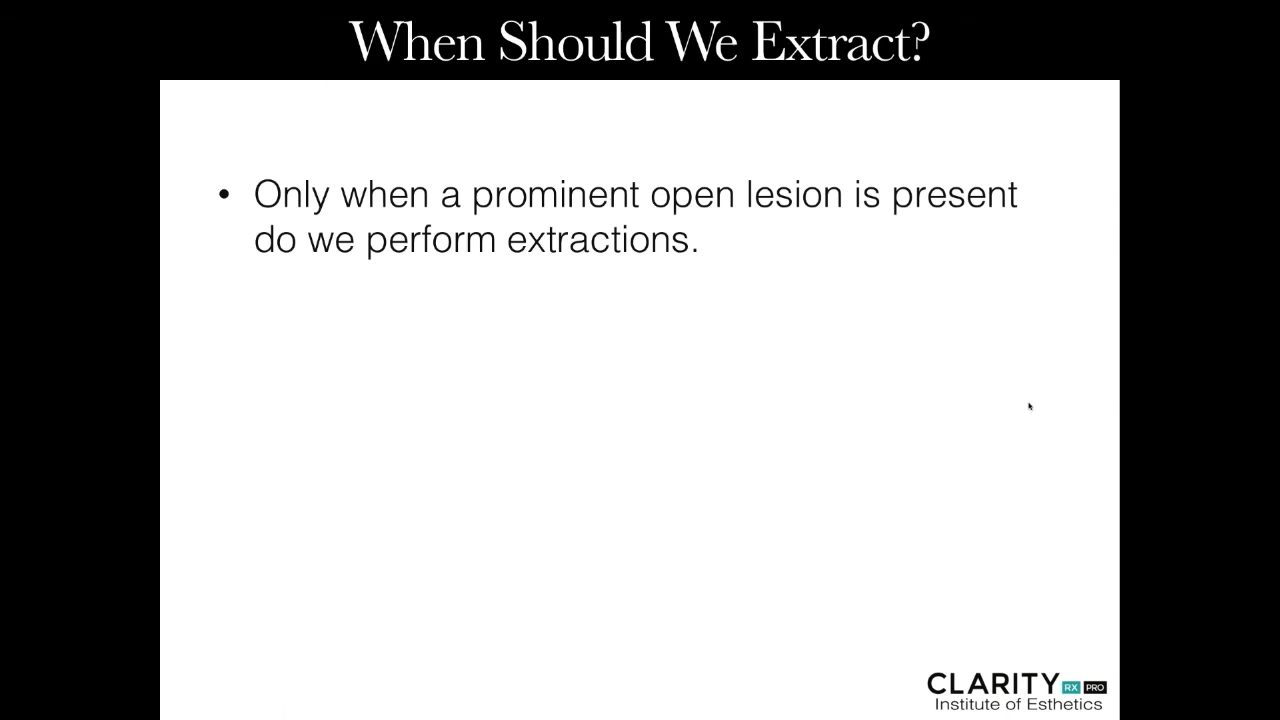 When Should We Extract?
• Only when a prominent open lesion is present
do we perform extractions.
CLARITY RX PRO
Institute of Esthetics